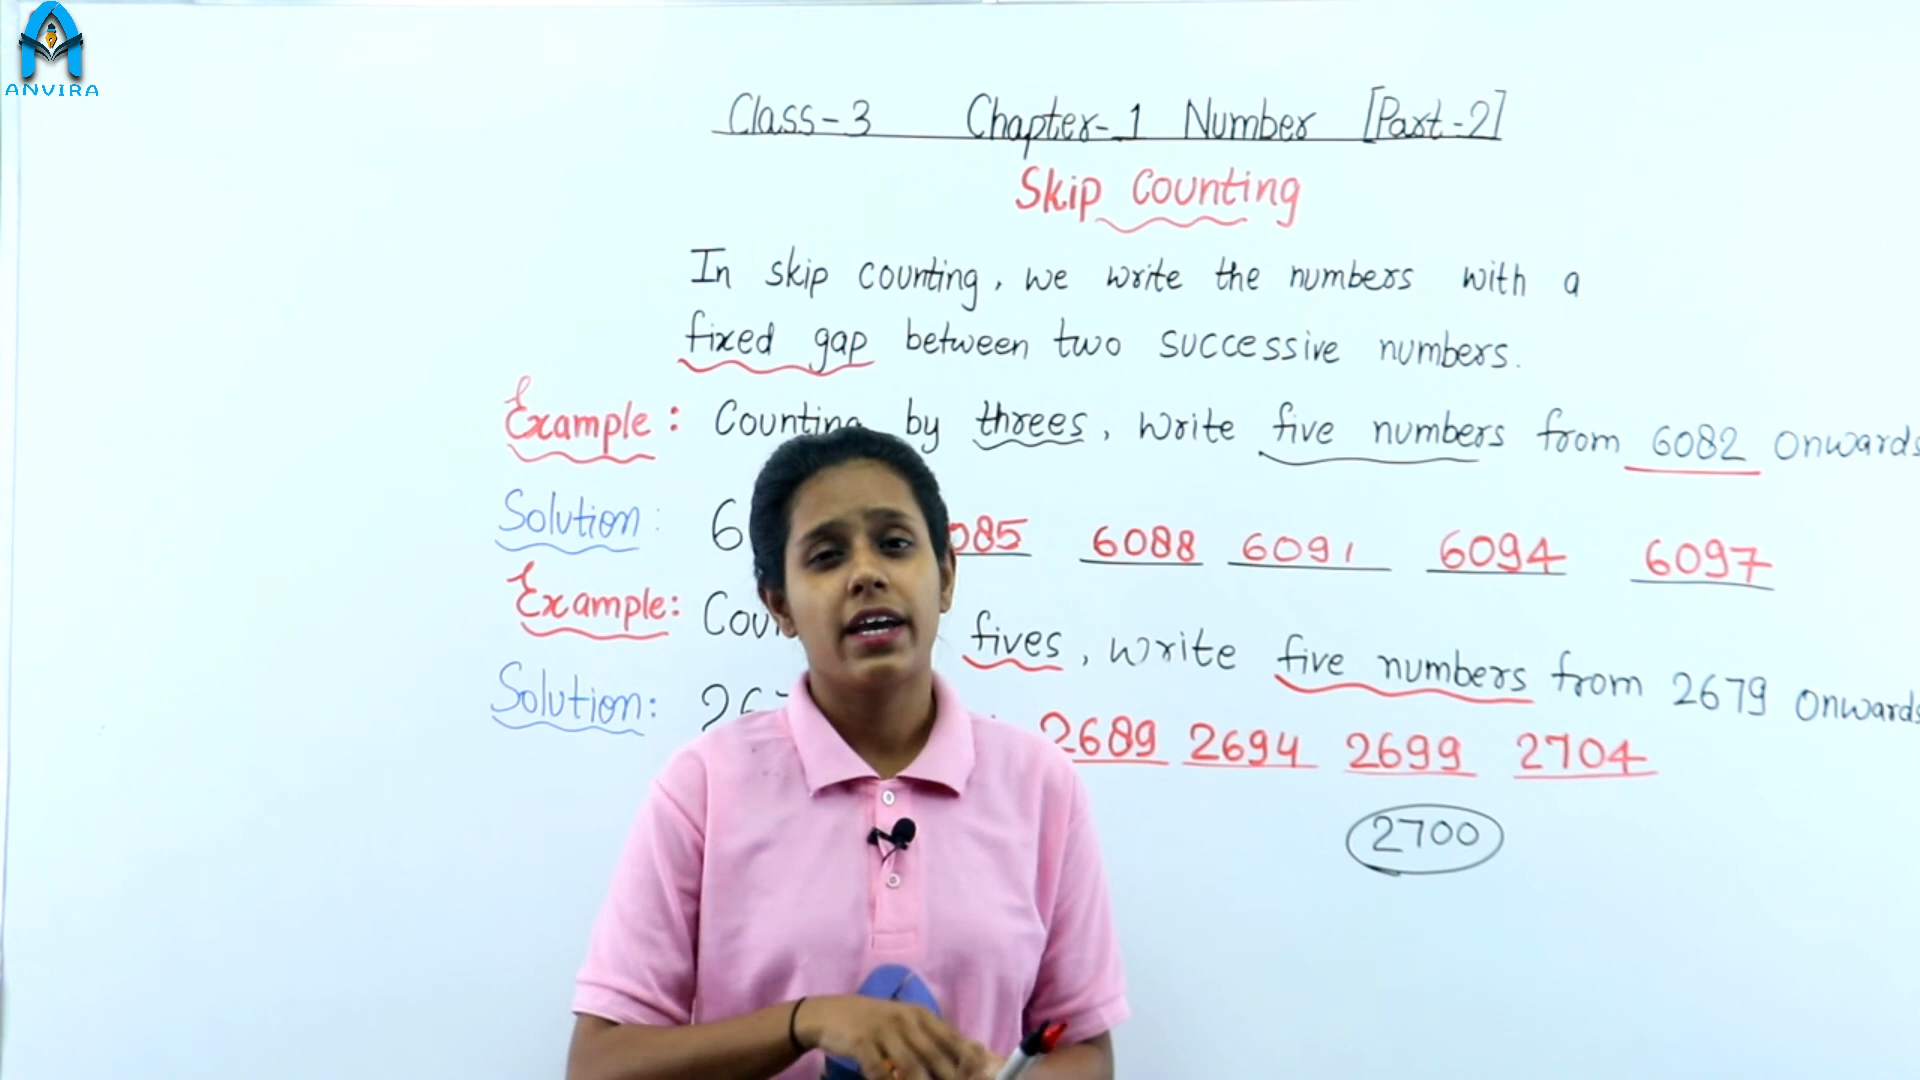 ANVIRA
Class-3 Chapter-1 Number [Part-2]
Skip Counting
In skip counting, we write the numbers with a
fixed gap between two successive numbers.
Example: Counting by threes, write five numbers from 6082 onwards
Solution: 6088 6091 6094 6097
Example: fives, write five numbers from 2679 onwards
Solution: 2689 2694 2699 2704
2700